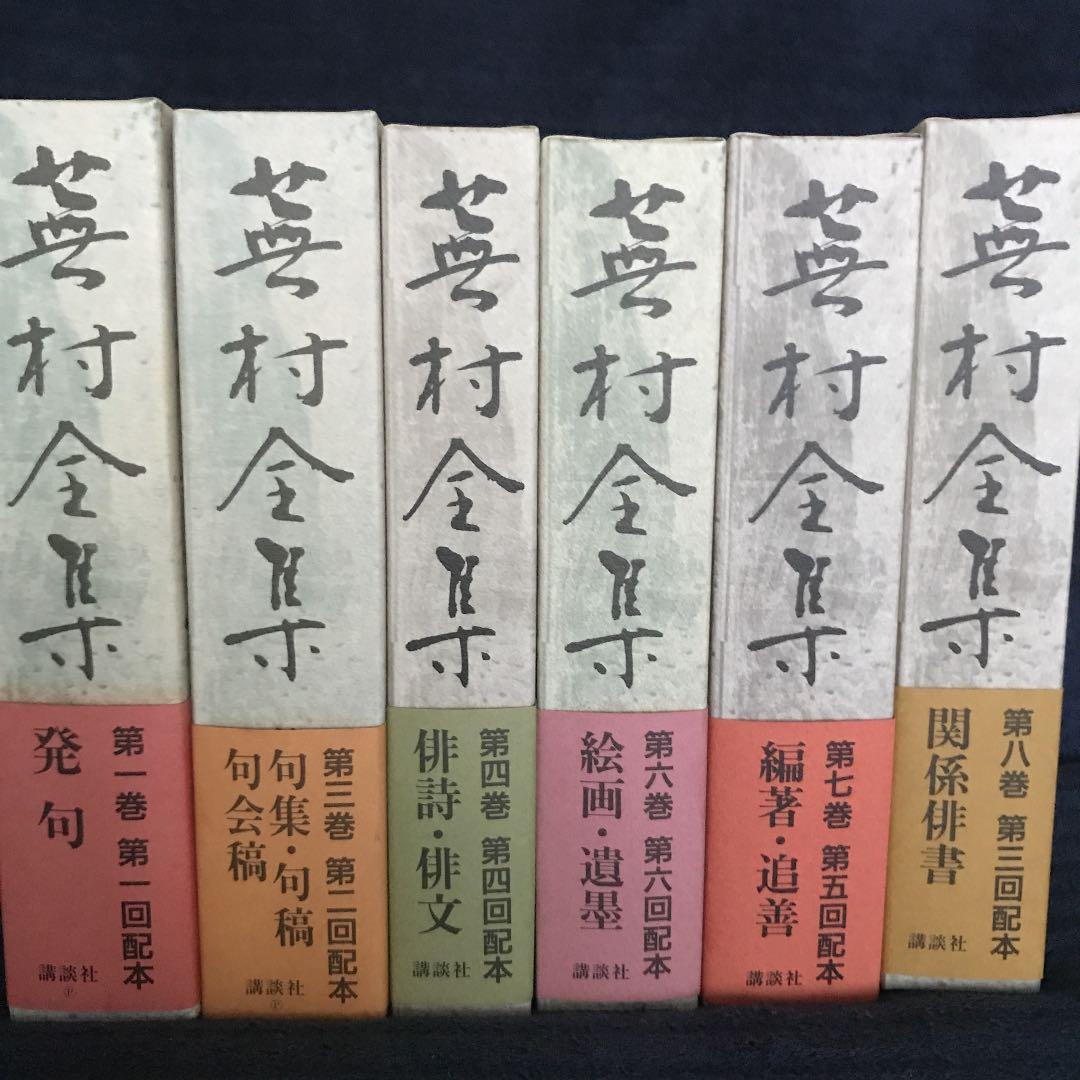 蕪村全集
第一巻 第一回配本
発句
講談社
㋐
蕪村全集
第三巻 第二回配本
句集・句稿
句会稿
講談社
蕪村全集
第四巻 第四回配本
俳詩・俳文
講談社
蕪村全集
第六巻 第六回配本
絵画・遺墨
講談社
蕪村全集
第七巻 第五回配本
編著・追善
講談社
蕪村全集
第八巻 第三回配本
関係俳書
講談社